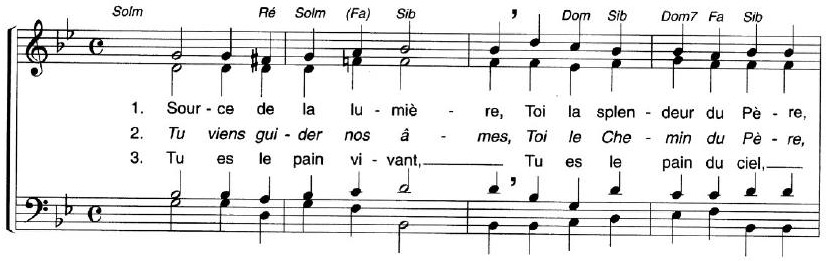 Solm Ré Solm (Fa) Sib Dom Sib Dom7 Fa Sib
1. Sour - ce de la lu - miè - re, Toi la splen - deur du Pè - re,
2. Tu viens gui - der nos â - mes, Toi le Che - min du Pè - re,
3. Tu es le pain vi - vant, Tu es le pain du ciel,